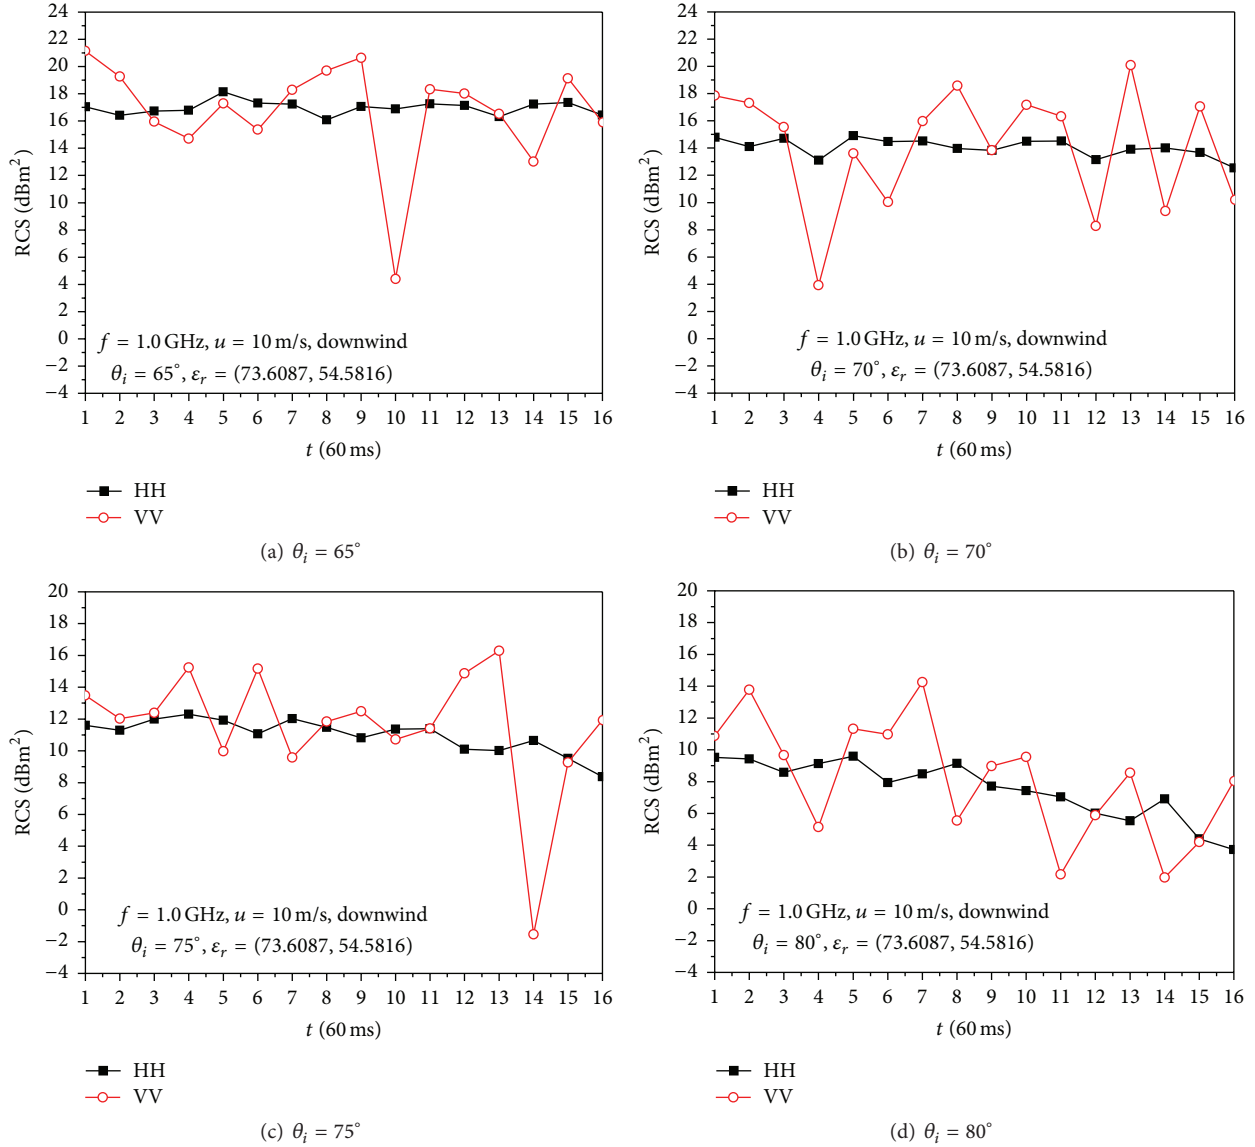 24
22
20
18
16
14
12
10
8
6
4
2
0
−2
−4
RCS (dBm²)
f = 1.0 GHz, u = 10 m/s, downwind
θi = 65°, εr = (73.6087, 54.5816)
1 2 3 4 5 6 7 8 9 10 11 12 13 14 15 16
t (60 ms)
HH
VV
(a) θi = 65°
24
22
20
18
16
14
12
10
8
6
4
2
0
−2
−4
RCS (dBm²)
f = 1.0 GHz, u = 10 m/s, downwind
θi = 70°, εr = (73.6087, 54.5816)
1 2 3 4 5 6 7 8 9 10 11 12 13 14 15 16
t (60 ms)
HH
VV
(b) θi = 70°
20
18
16
14
12
10
8
6
4
2
0
−2
−4
RCS (dBm²)
f = 1.0 GHz, u = 10 m/s, downwind
θi = 75°, εr = (73.6087, 54.5816)
1 2 3 4 5 6 7 8 9 10 11 12 13 14 15 16
t (60 ms)
HH
VV
(c) θi = 75°
20
18
16
14
12
10
8
6
4
2
0
−2
−4
RCS (dBm²)
f = 1.0 GHz, u = 10 m/s, downwind
θi = 80°, εr = (73.6087, 54.5816)
1 2 3 4 5 6 7 8 9 10 11 12 13 14 15 16
t (60 ms)
HH
VV
(d) θi = 80°